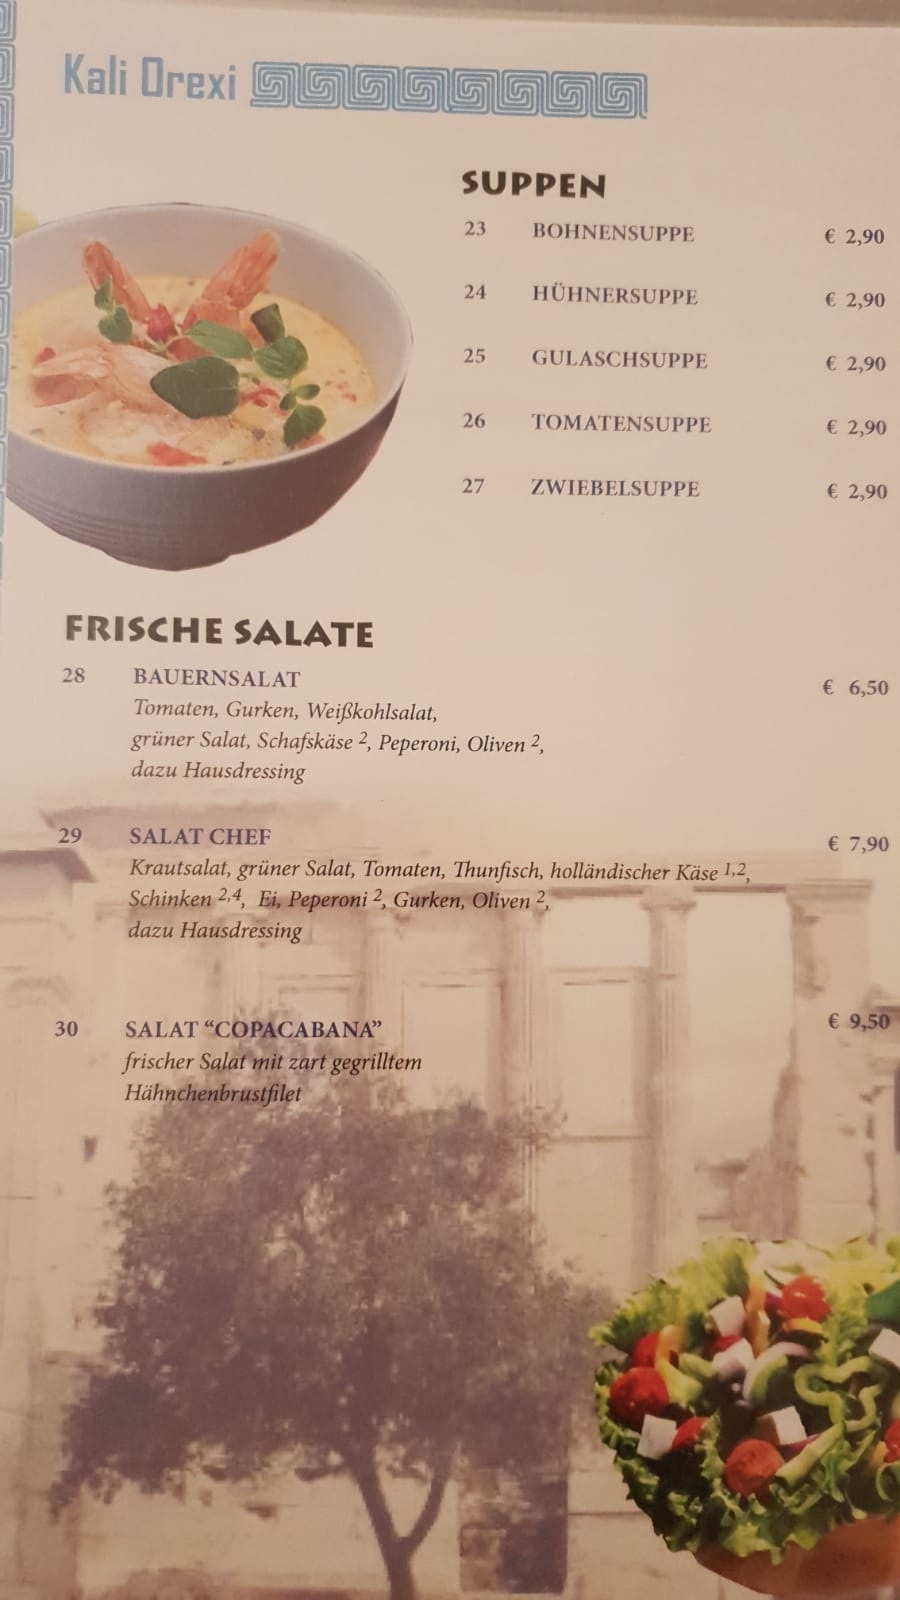 Kali Orexi
SUPPEN
23 BOHNENSUPPE € 2,90
24 HÜHNERSUPPE € 2,90
25 GULASCHSUPPE € 2,90
26 TOMATENSUPPE € 2,90
27 ZWIEBELSUPPE € 2,90
FRISCHE SALATE
28 BAUERNSALAT € 6,50
Tomaten, Gurken, Weißkohlsalat,
grüner Salat, Schafskäse 2, Peperoni, Oliven 2,
dazu Hausdressing
29 SALAT CHEF € 7,90
Krautsalat, grüner Salat, Tomaten, Thunfisch, holländischer Käse 1,2,
Schinken 2,4, Ei, Peperoni 2, Gurken, Oliven 2,
dazu Hausdressing
30 SALAT “COPACABANA” € 9,50
frischer Salat mit zart gegrilltem
Hähnchenbrustfilet